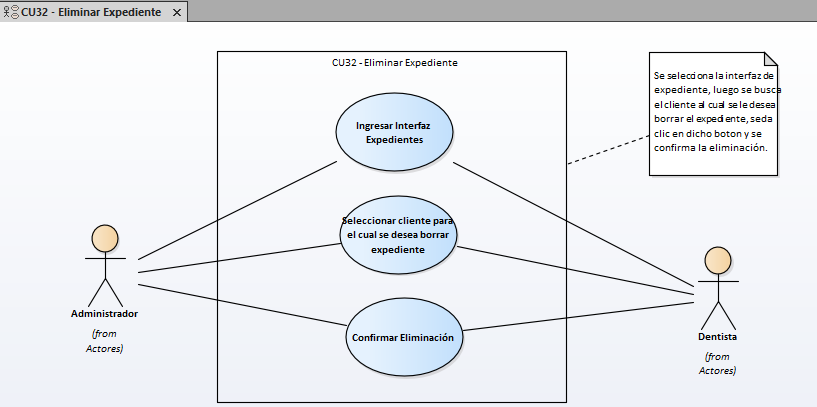 CU32 - Eliminar Expediente
CU32 - Eliminar Expediente
Ingresar Interfaz
Expedientes
Seleccionar cliente para
el cual se desea borrar
expediente
Confirmar Eliminación
Administrador
(from
Actores)
Dentista
(from
Actores)
Se selecciona la interfaz de
expediente, luego se busca
el cliente al cual se le desea
borrar el expediente, se da
clic en dicho boton y se
confirma la eliminación.